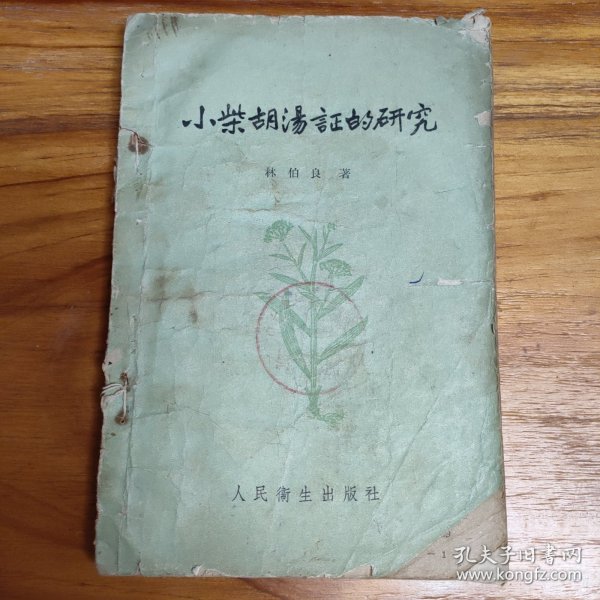 小柴胡湯証的研究
林伯良 著
人民衛生出版社
— 1
孔夫子旧书网
www.kongfz.com